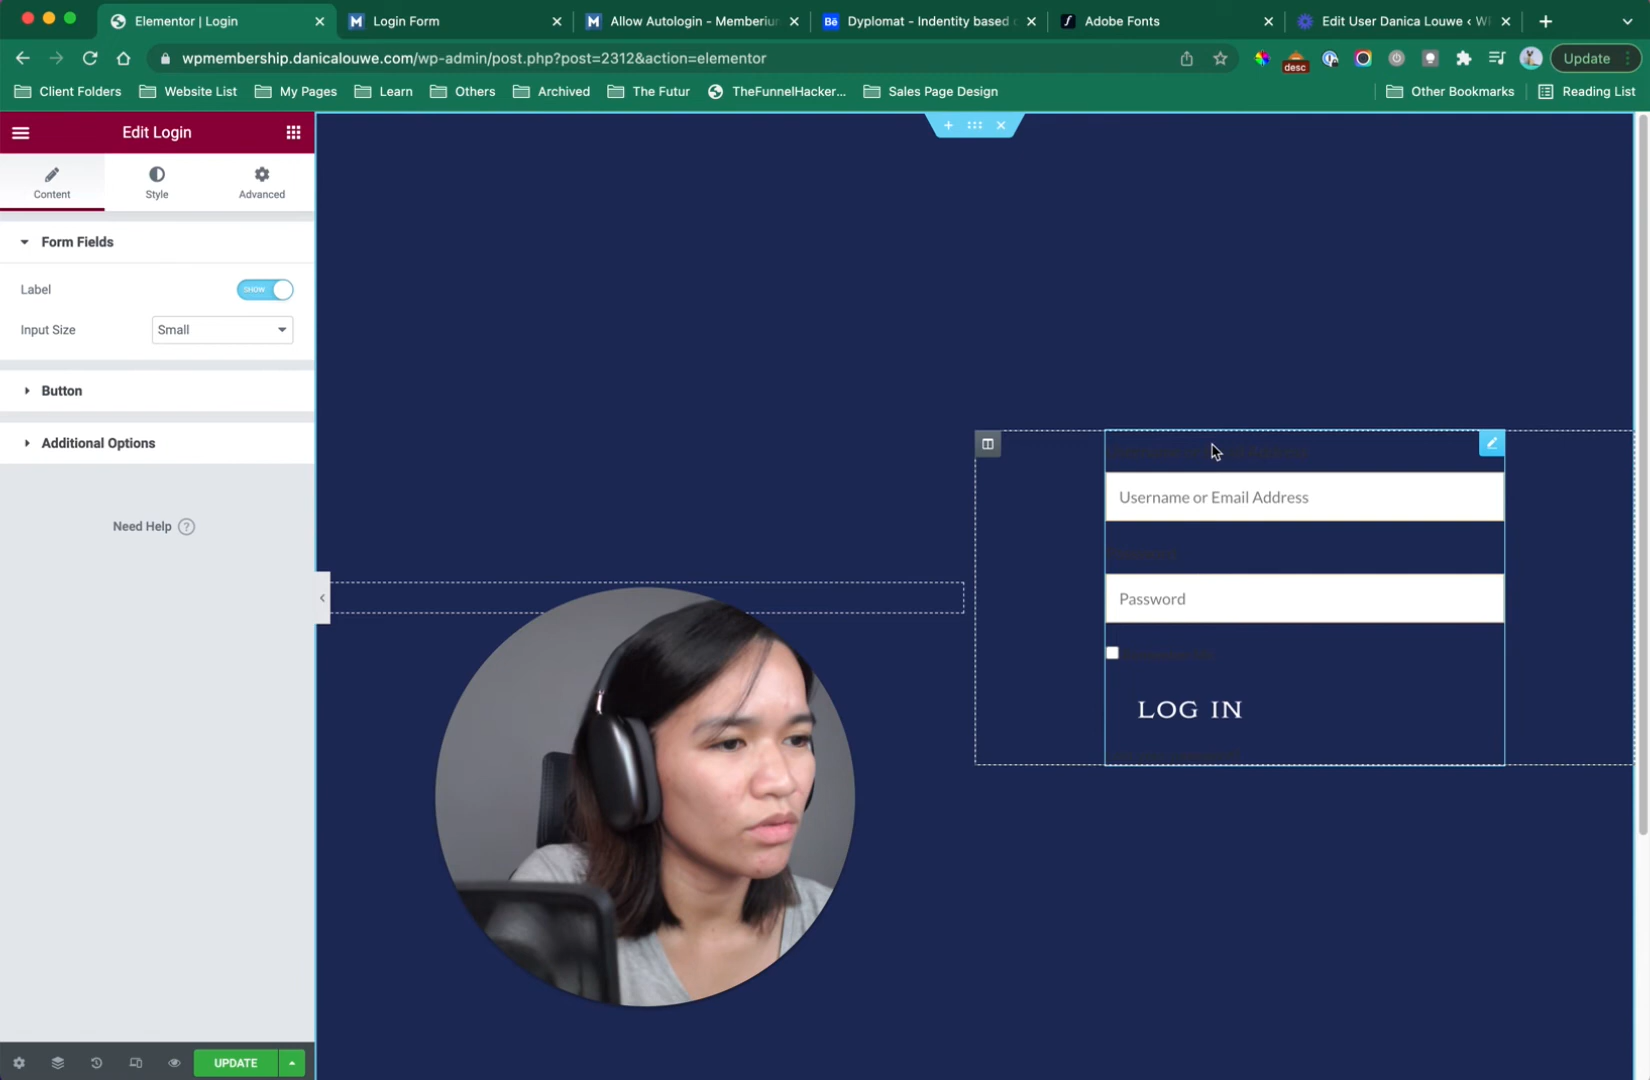 Elementor | Login
Login Form
Allow Autologin - Memberiun
Dyplomat - Indentity based
Adobe Fonts
Edit User Danica Louwe ‹ W
wpmembership.danicalouwe.com/wp-admin/post.php?post=2312&action=elementor
desc
Update
Client Folders
Website List
My Pages
Learn
Others
Archived
The Futur
TheFunnelHacker...
Sales Page Design
Other Bookmarks
Reading List
Edit Login
Content
Style
Advanced
Form Fields
Label
SHOW
Input Size
Small
Button
Additional Options
Need Help
UPDATE
Username or Email Address
Password
LOG IN